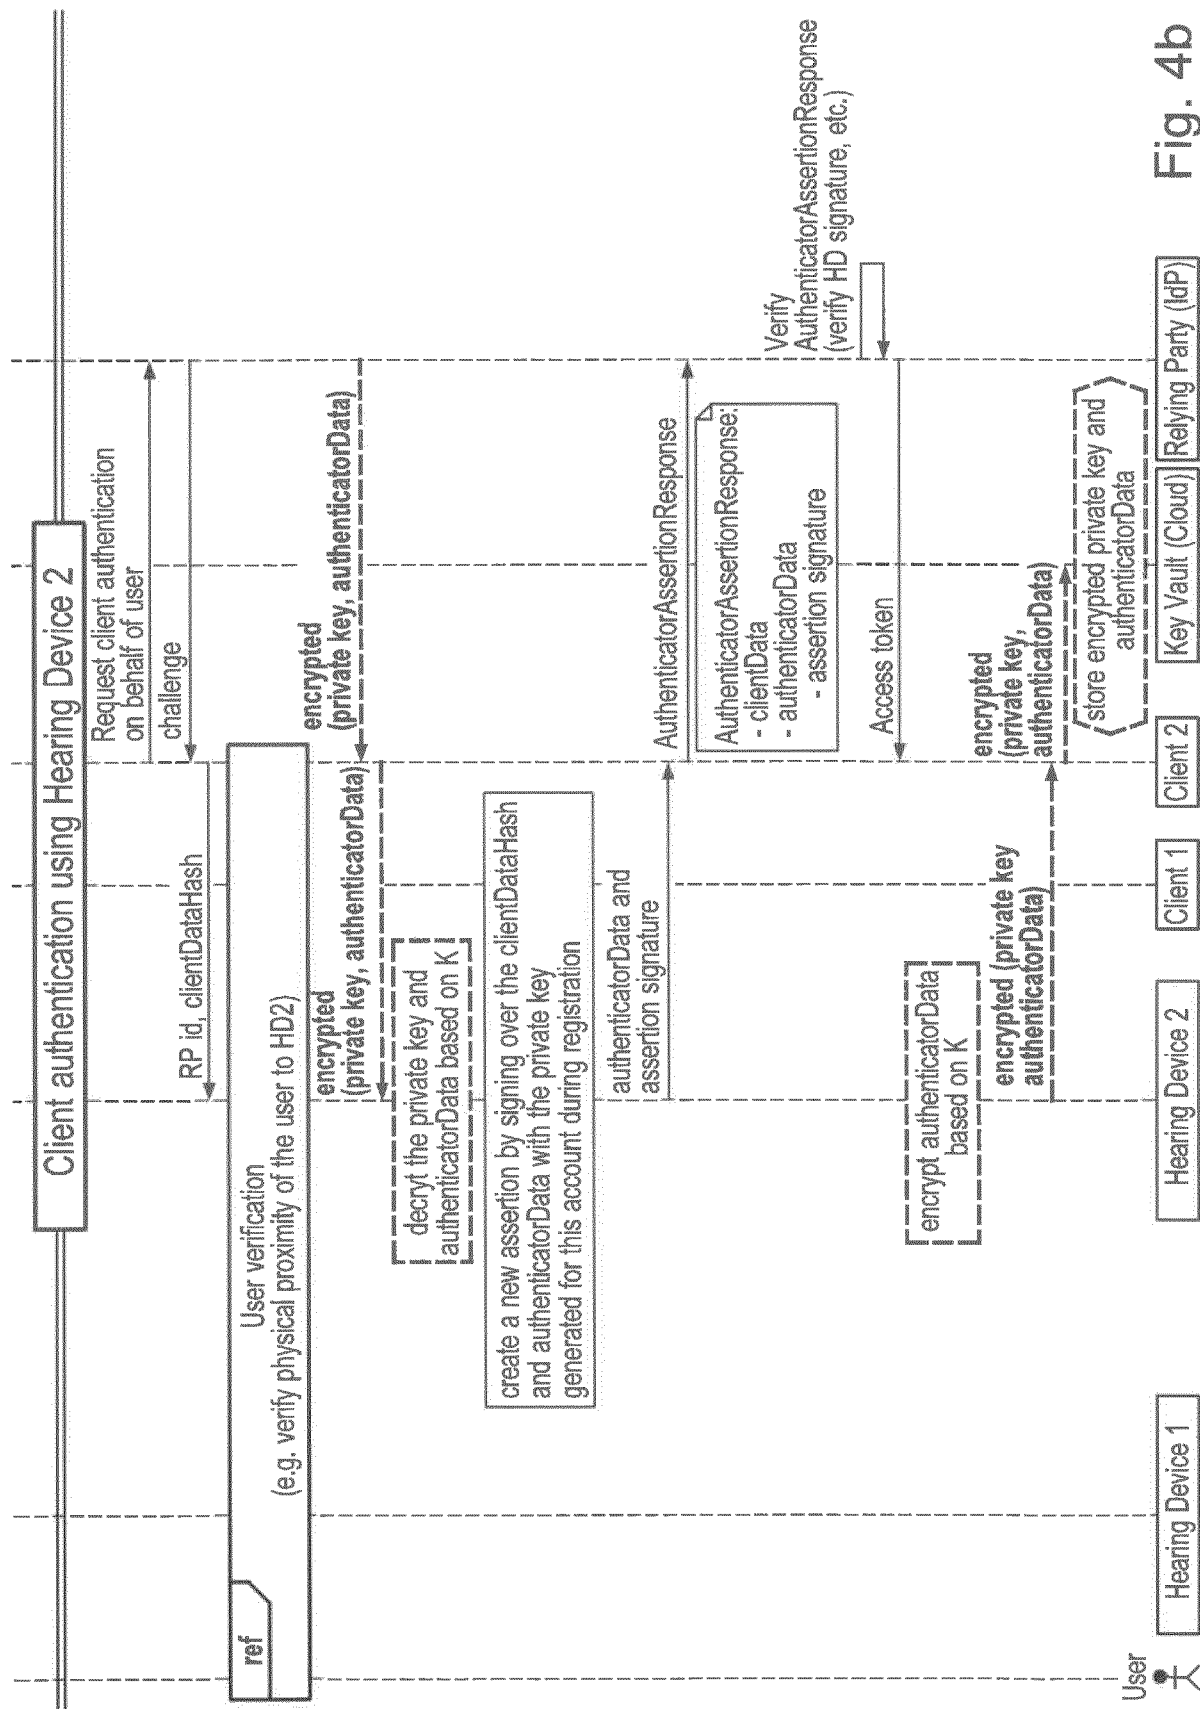 Client authentication using Hearing Device 2
Request client authentication
on behalf of user
challenge
RP id, clientDataHash
ref
User verification
(e.g. verify physical proximity of the user to HD2)
encrypted
(private key, authenticatorData)
encrypted
(private key, authenticatorData)
decryt the private key and
authenticatorData based on K
create a new assertion by signing over the clientDataHash
and authenticatorData with the private key
generated for this account during registration
authenticatorData and
assertion signature
AuthenticatorAssertionResponse
AuthenticatorAssertionResponse:
- clientData
- authenticatorData
- assertion signature
Verify
AuthenticatorAssertionResponse
(verify HD signature, etc.)
Access token
encrypt authenticatorData
based on K
encrypted (private key
authenticatorData)
encrypted
(private key,
authenticatorData)
store encrypted private key and
authenticatorData
User
Hearing Device 1
Hearing Device 2
Client 1
Client 2
Key Vault (Cloud)
Relying Party (IdP)
Fig. 4b